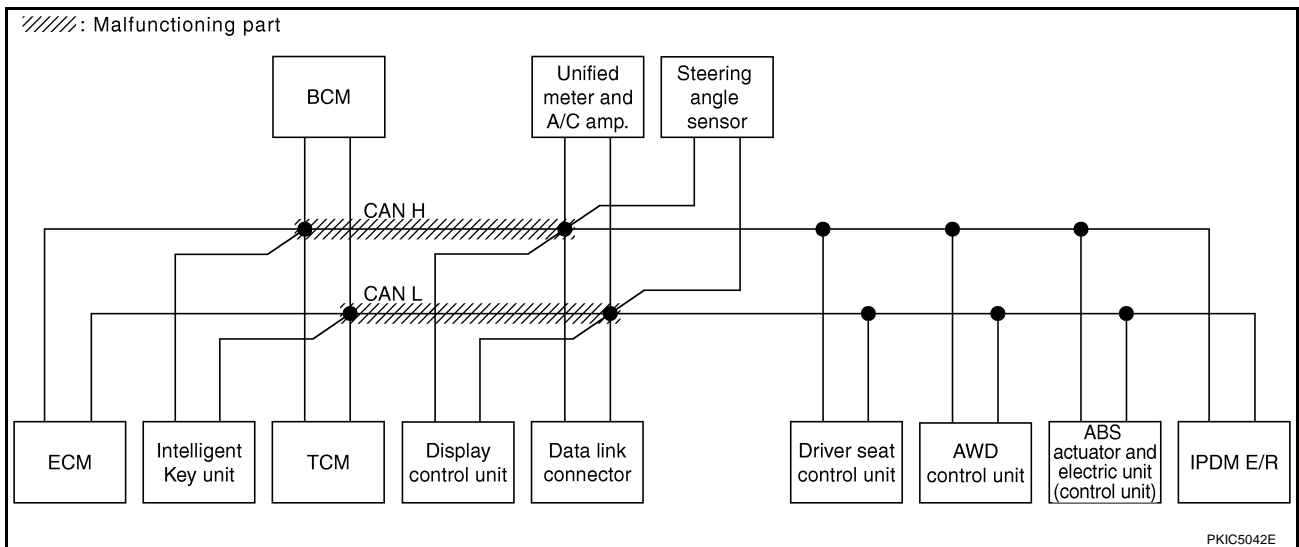 : Malfunctioning part
BCM
Unified
meter and
A/C amp.
Steering
angle
sensor
CAN H
CAN L
ECM
Intelligent
Key unit
TCM
Display
control unit
Data link
connector
Driver seat
control unit
AWD
control unit
ABS
actuator and
electric unit
(control unit)
IPDM E/R
PKIC5042E